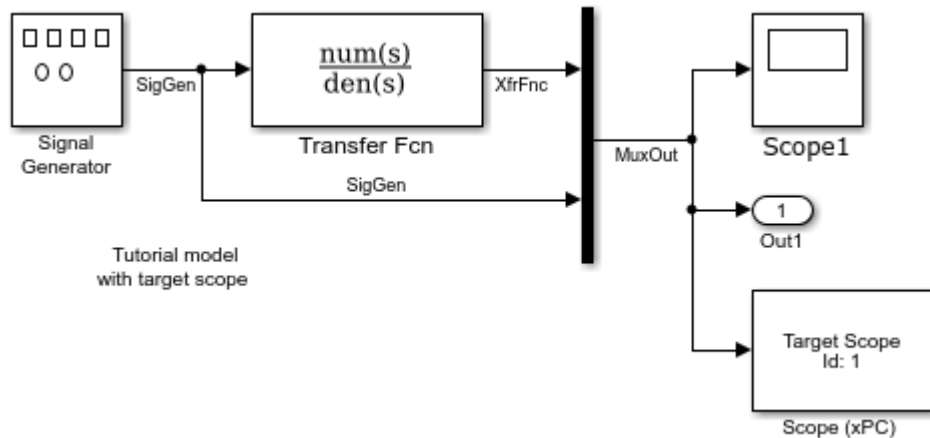 SigGen
Signal
Generator
num(s)
den(s)
Transfer Fcn
XfrFnc
SigGen
MuxOut
Scope1
1
Out1
Target Scope
Id: 1
Scope (xPC)
Tutorial model
with target scope